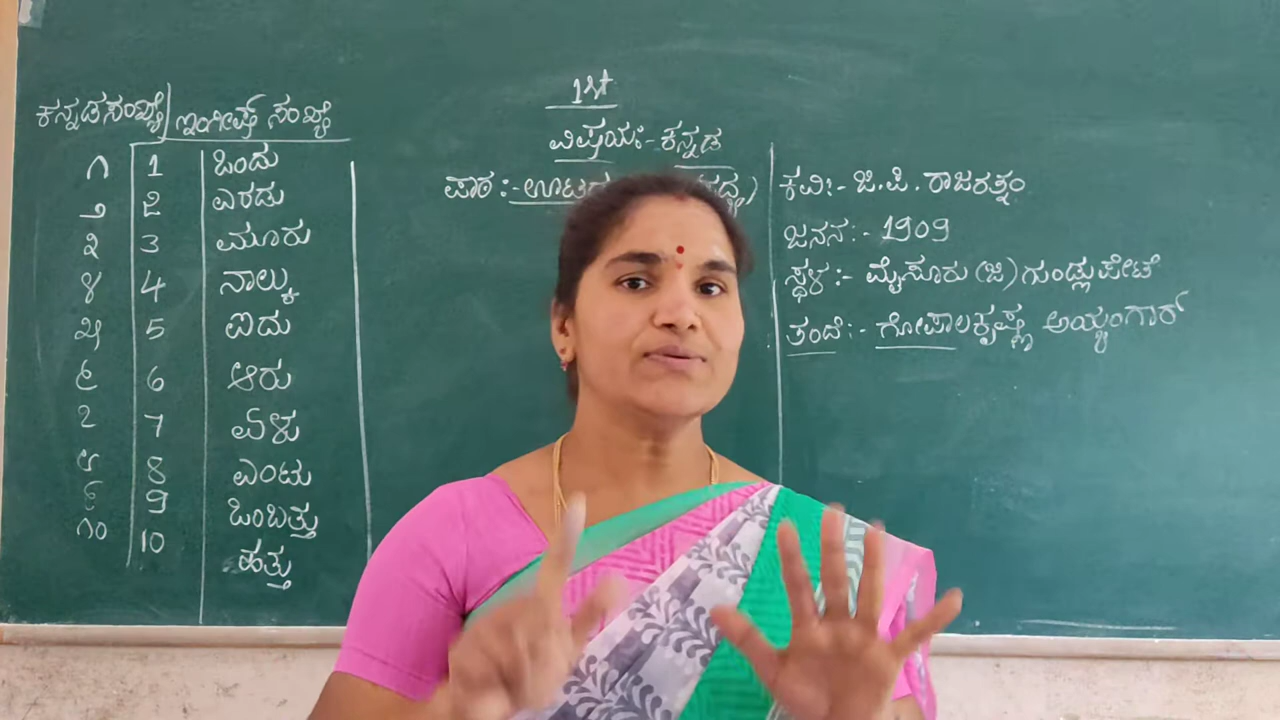 1st
ವಿಷಯ:- ಕನ್ನಡ
ಪಾಠ:- ಊಟದ
ಕನ್ನಡ ಸಂಖ್ಯೆ ಇಂಗ್ಲೀಷ್ ಸಂಖ್ಯೆ
೧ 1 ಒಂದು
೨ 2 ಎರಡು
೩ 3 ಮೂರು
೪ 4 ನಾಲ್ಕು
೫ 5 ಐದು
೬ 6 ಆರು
೭ 7 ಏಳು
೮ 8 ಎಂಟು
೯ 9 ಒಂಬತ್ತು
೧೦ 10 ಹತ್ತು
ಕವಿ:- ಜಿ.ಪಿ. ರಾಜರತ್ನಂ
ಜನನ:- 1909
ಸ್ಥಳ:- ಮೈಸೂರು (ಜಿ) ಗುಂಡ್ಲುಪೇಟೆ
ತಂದೆ:- ಗೋಪಾಲಕೃಷ್ಣ ಅಯ್ಯಂಗಾರ್